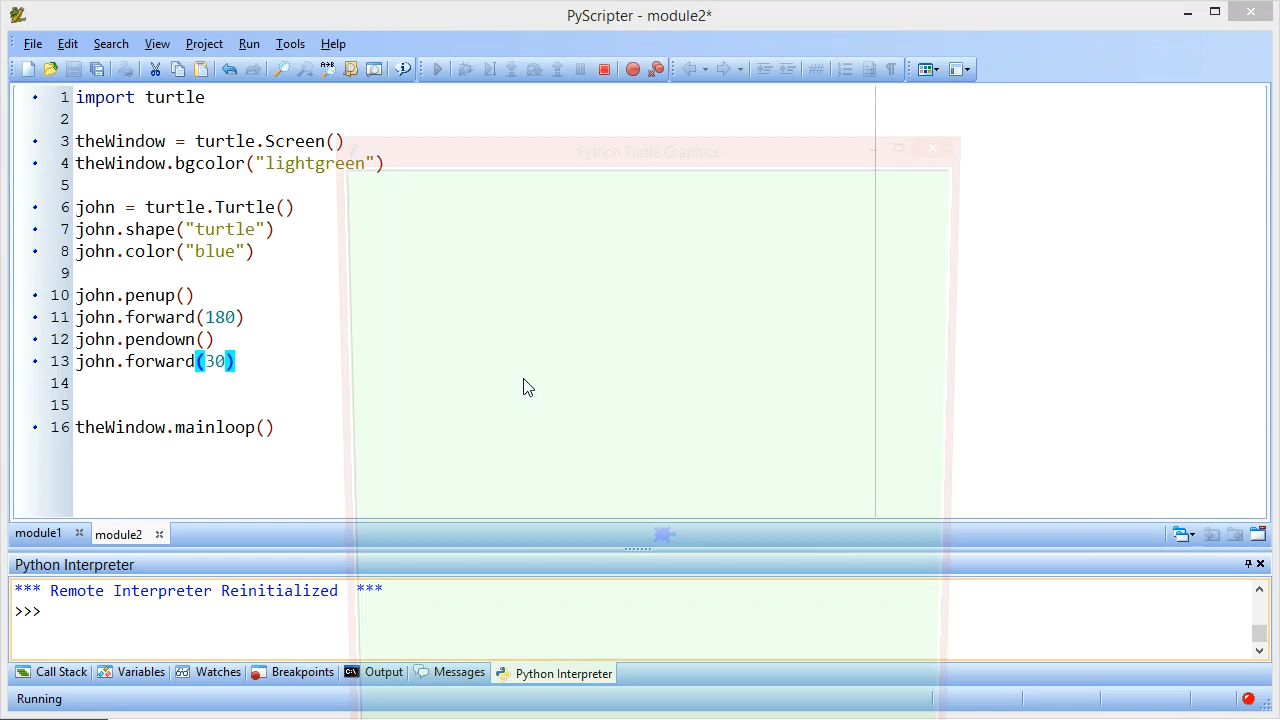 PyScripter - module2*
File Edit Search View Project Run Tools Help
1 import turtle
2
3 theWindow = turtle.Screen()
4 theWindow.bgcolor("lightgreen")
5
6 john = turtle.Turtle()
7 john.shape("turtle")
8 john.color("blue")
9
10 john.penup()
11 john.forward(180)
12 john.pendown()
13 john.forward(30)
14
15
16 theWindow.mainloop()
Python Turtle Graphics
module1 module2
Python Interpreter
*** Remote Interpreter Reinitialized ***
>>>
Call Stack Variables Watches Breakpoints Output Messages Python Interpreter
Running